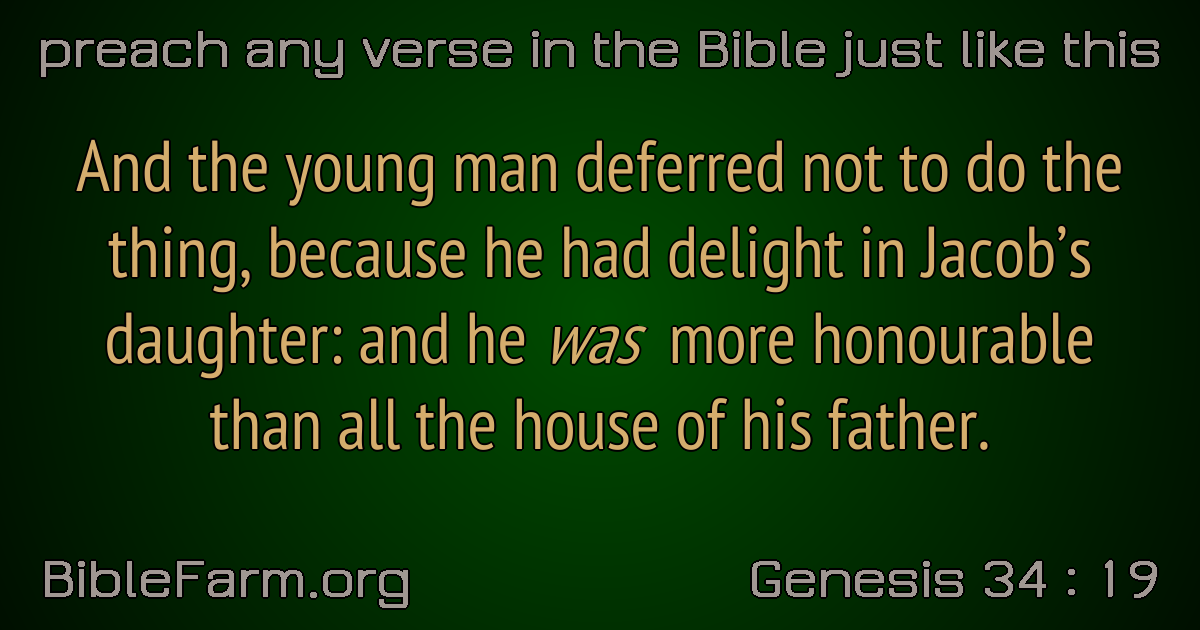 preach any verse in the Bible just like this
And the young man deferred not to do the
thing, because he had delight in Jacob’s
daughter: and he was more honourable
than all the house of his father.
BibleFarm.org
Genesis 34 : 19